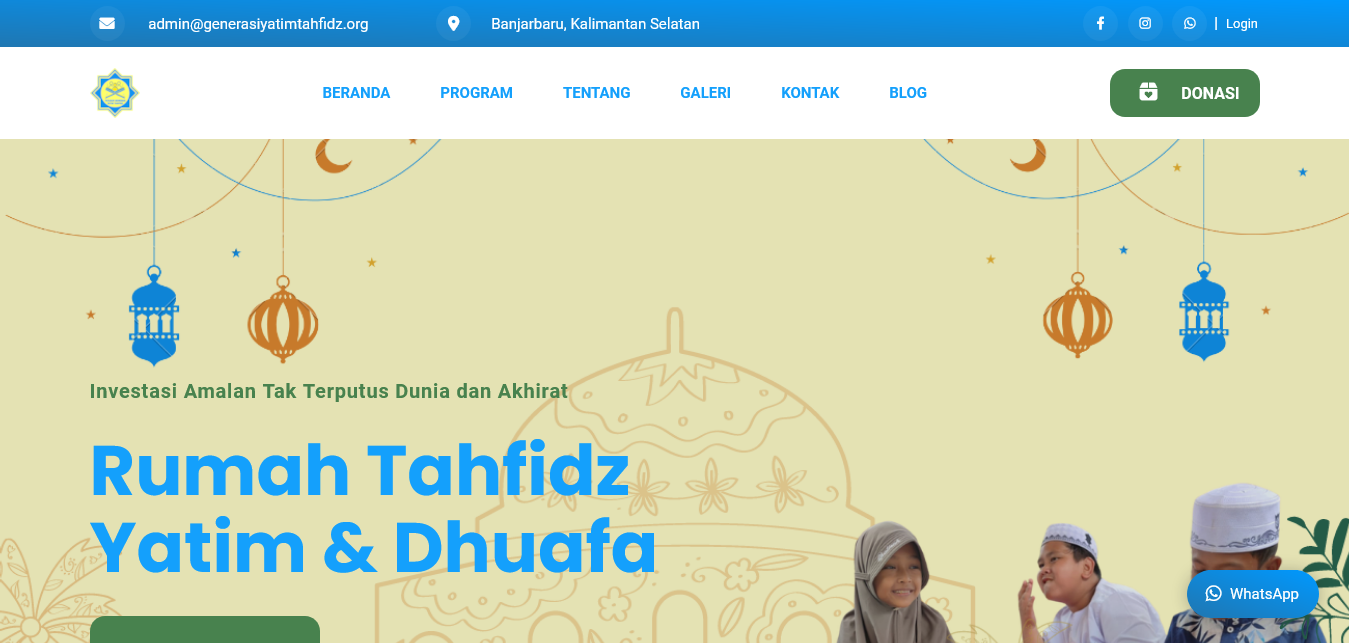 admin@generasiyatimtahfidz.org
Banjarbaru, Kalimantan Selatan
| Login
BERANDA
PROGRAM
TENTANG
GALERI
KONTAK
BLOG
DONASI
Investasi Amalan Tak Terputus Dunia dan Akhirat
Rumah Tahfidz
Yatim & Dhuafa
WhatsApp